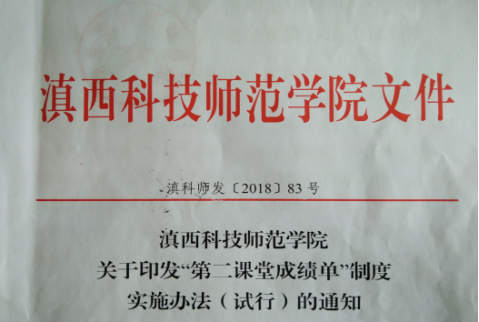 滇西科技师范学院文件
滇科师发〔2018〕83号
滇西科技师范学院
关于印发“第二课堂成绩单”制度
实施办法（试行）的通知